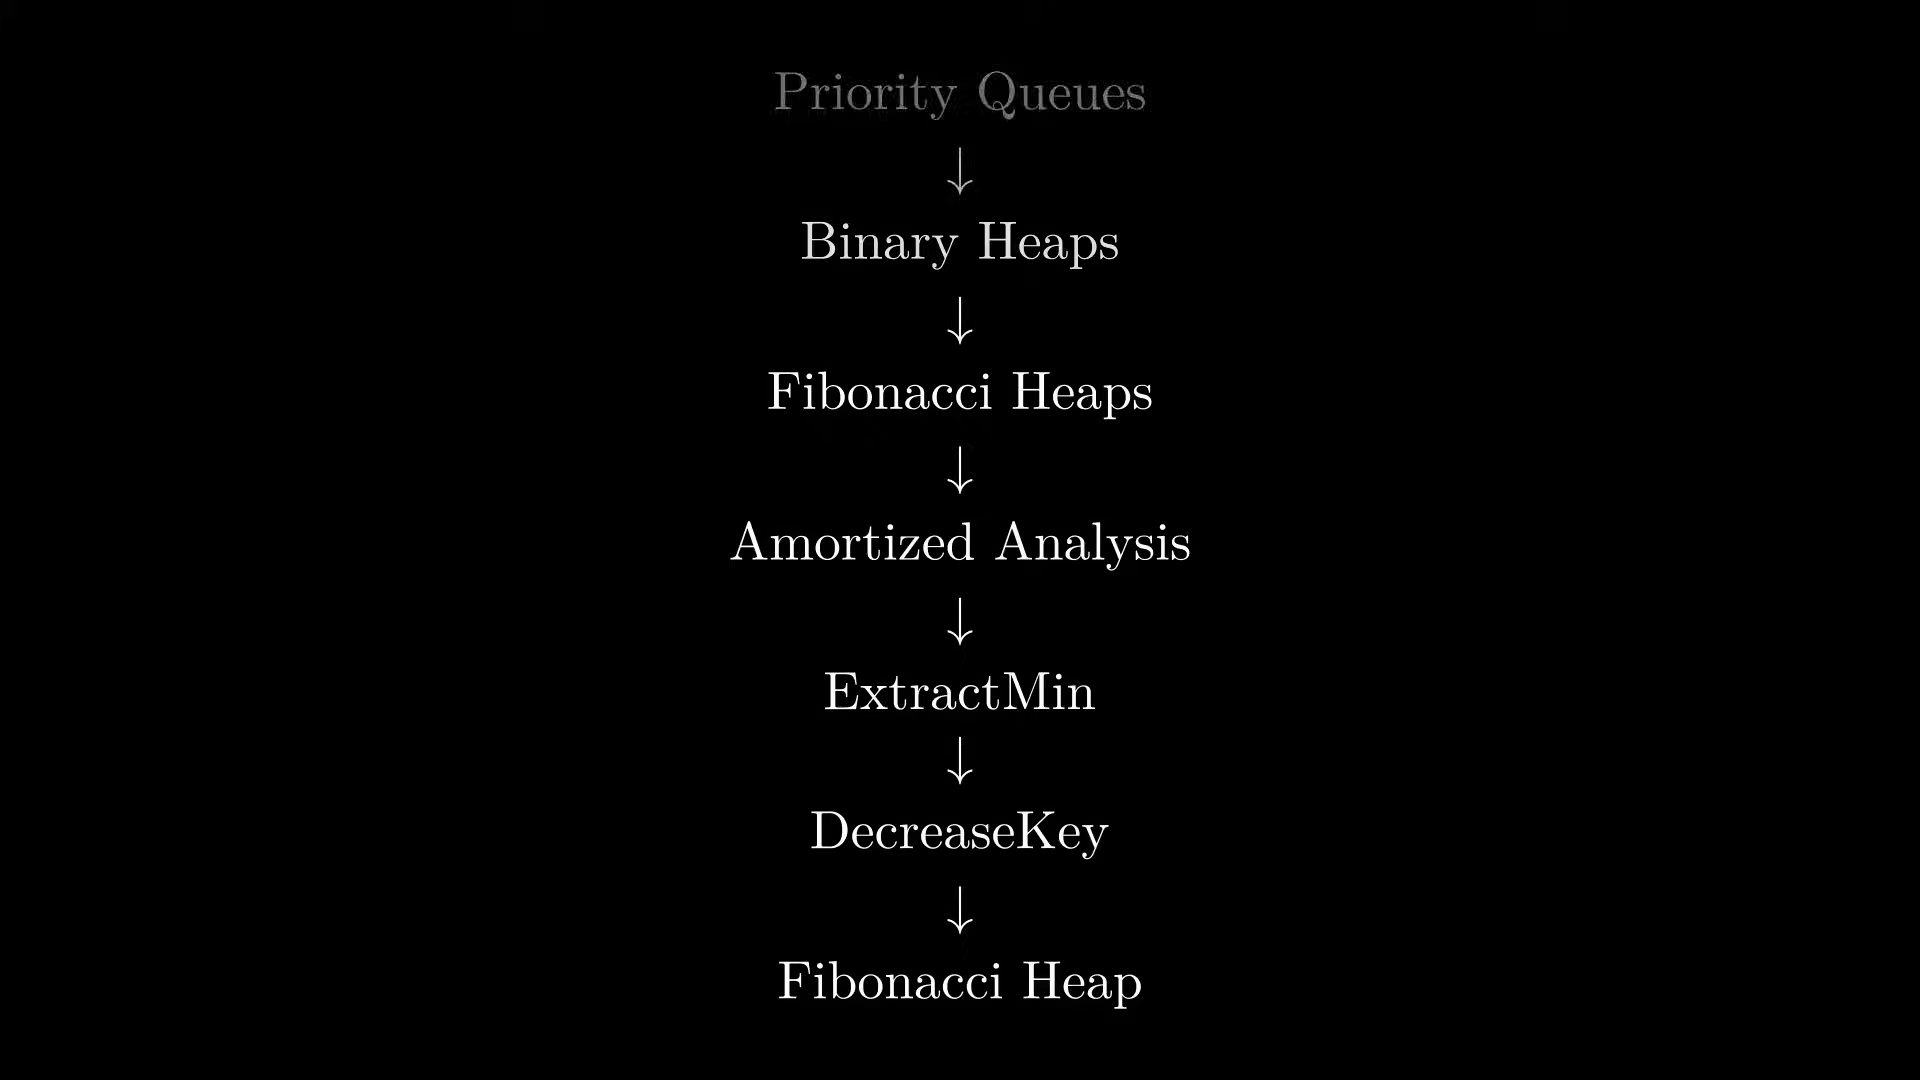 Priority Queues
↓
Binary Heaps
↓
Fibonacci Heaps
↓
Amortized Analysis
↓
ExtractMin
↓
DecreaseKey
↓
Fibonacci Heap